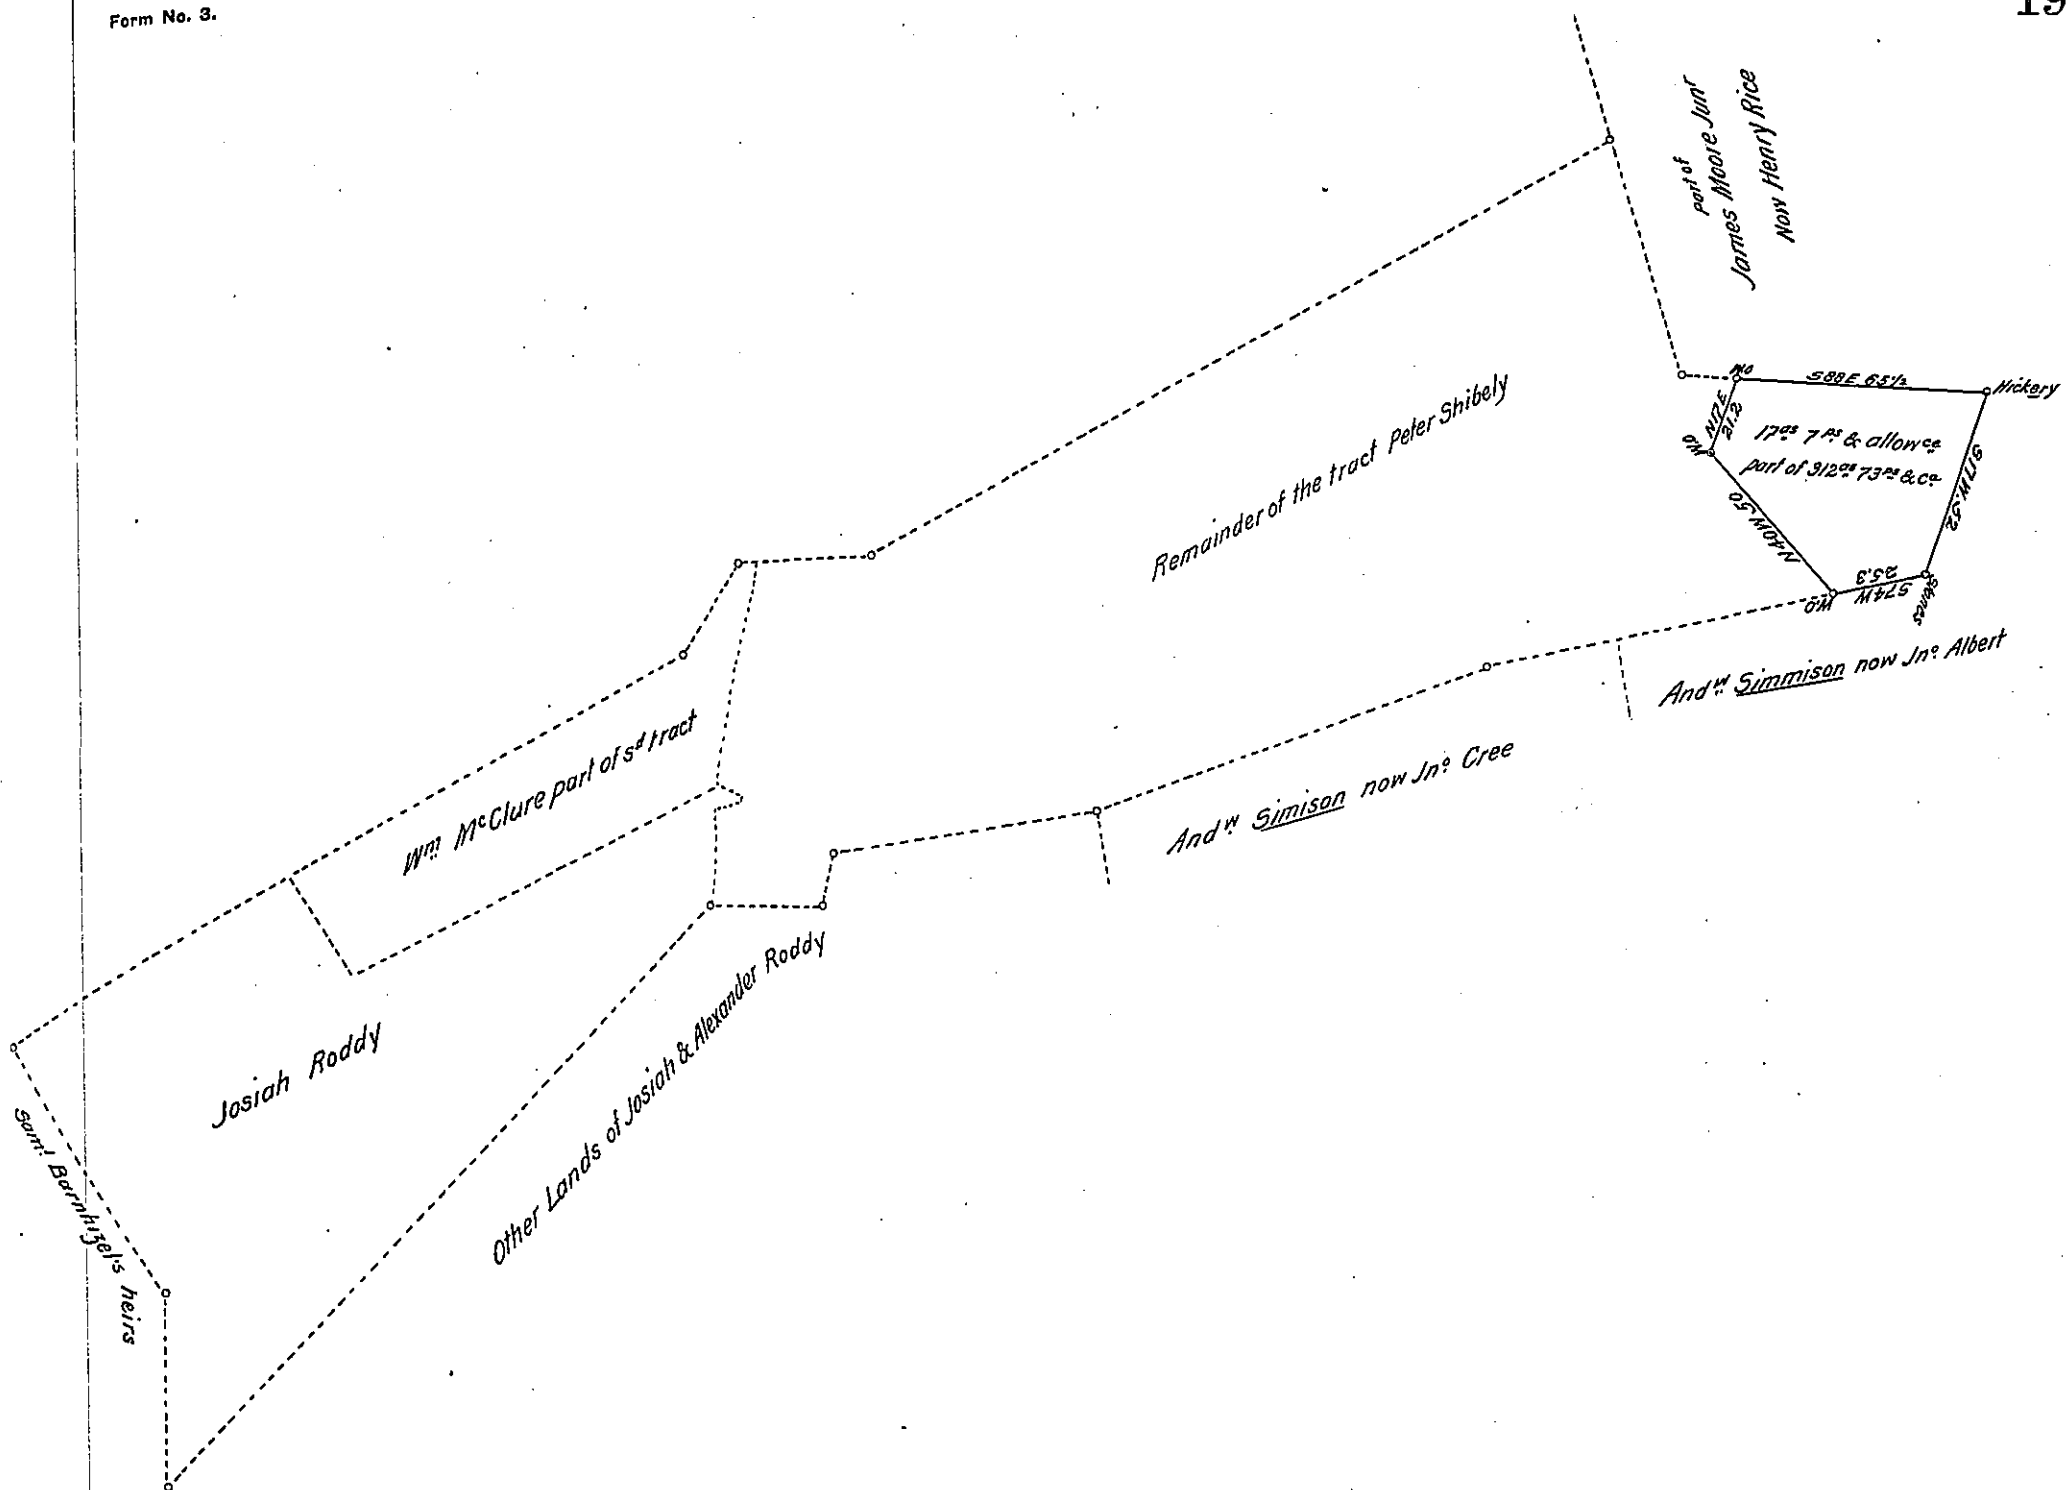 Form No. 3.
19
part of
James Moore Junr
Now Henry Rice
W.O
S88E 65½
Hickery
N17E
21.2
W.O
17as 7ps & allowce
part of 312as 73ps & ca
S17W.52
N40W.50
25.3
S74W
Stones
W.O
Remainder of the tract Peter Shibely
Andw Simmison now Jno Albert
Andw Simison now Jno Cree
Wm McClure part of sd tract
Other Lands of Josiah & Alexander Roddy
Josiah Roddy
Saml Barnhizel's heirs